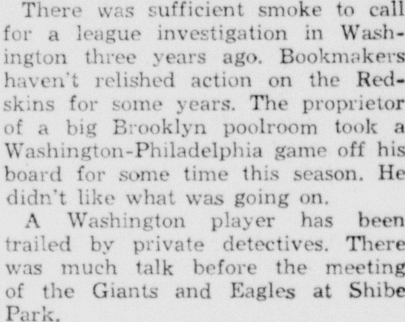 There was sufficient smoke to call
for a league investigation in Wash-
ington three years ago. Bookmakers
haven't relished action on the Red-
skins for some years. The proprietor
of a big Brooklyn poolroom took a
Washington-Philadelphia game off his
board for some time this season. He
didn't like what was going on.
A Washington player has been
trailed by private detectives. There
was much talk before the meeting
of the Giants and Eagles at Shibe
Park.